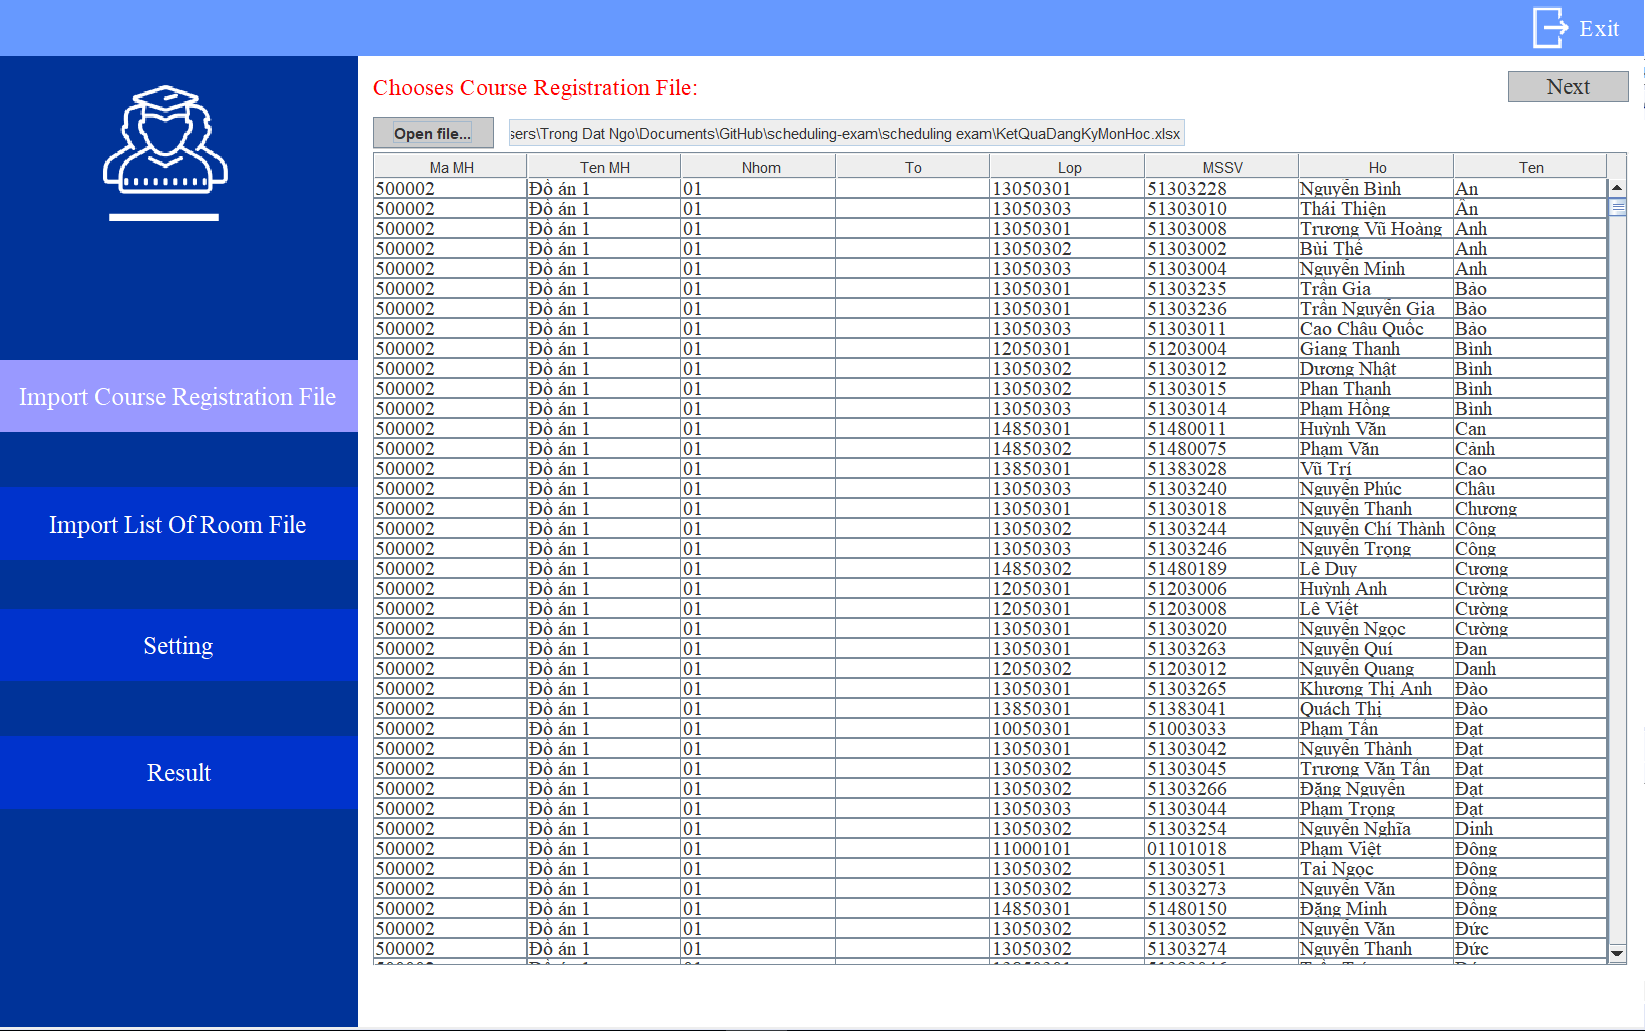 Exit
Chooses Course Registration File:
Next
Open file...
sers\Trong Dat Ngo\Documents\GitHub\scheduling-exam\scheduling exam\KetQuaDangKyMonHoc.xlsx
Import Course Registration File
Import List Of Room File
Setting
Result
Ma MH Ten MH Nhom To Lop MSSV Ho Ten
500002 Đồ án 1 01 13050301 51303228 Nguyễn Bình An
500002 Đồ án 1 01 13050303 51303010 Thái Thiện Ân
500002 Đồ án 1 01 13050301 51303008 Trương Vũ Hoàng Anh
500002 Đồ án 1 01 13050302 51303002 Bùi Thế Anh
500002 Đồ án 1 01 13050303 51303004 Nguyễn Minh Anh
500002 Đồ án 1 01 13050301 51303235 Trần Gia Bảo
500002 Đồ án 1 01 13050301 51303236 Trần Nguyễn Gia Bảo
500002 Đồ án 1 01 13050303 51303011 Cao Châu Quốc Bảo
500002 Đồ án 1 01 12050301 51203004 Giang Thanh Bình
500002 Đồ án 1 01 13050302 51303012 Dương Nhật Bình
500002 Đồ án 1 01 13050302 51303015 Phan Thanh Bình
500002 Đồ án 1 01 13050303 51303014 Phạm Hồng Bình
500002 Đồ án 1 01 14850301 51480011 Huỳnh Văn Can
500002 Đồ án 1 01 14850302 51480075 Phạm Văn Cảnh
500002 Đồ án 1 01 13850301 51383028 Vũ Trí Cao
500002 Đồ án 1 01 13050303 51303240 Nguyễn Phúc Châu
500002 Đồ án 1 01 13050301 51303018 Nguyễn Thanh Chương
500002 Đồ án 1 01 13050302 51303244 Nguyễn Chí Thành Công
500002 Đồ án 1 01 13050303 51303246 Nguyễn Trọng Công
500002 Đồ án 1 01 14850302 51480189 Lê Duy Cương
500002 Đồ án 1 01 12050301 51203006 Huỳnh Anh Cường
500002 Đồ án 1 01 12050301 51203008 Lê Viết Cường
500002 Đồ án 1 01 13050301 51303020 Nguyễn Ngọc Cường
500002 Đồ án 1 01 13050301 51303263 Nguyễn Quí Đan
500002 Đồ án 1 01 12050302 51203012 Nguyễn Quang Danh
500002 Đồ án 1 01 13050301 51303265 Khương Thị Anh Đào
500002 Đồ án 1 01 13850301 51383041 Quách Thị Đào
500002 Đồ án 1 01 10050301 51003033 Phạm Tấn Đạt
500002 Đồ án 1 01 13050301 51303042 Nguyễn Thành Đạt
500002 Đồ án 1 01 13050302 51303045 Trương Văn Tấn Đạt
500002 Đồ án 1 01 13050302 51303266 Đặng Nguyễn Đạt
500002 Đồ án 1 01 13050303 51303044 Phạm Trọng Đạt
500002 Đồ án 1 01 13050302 51303254 Nguyễn Nghĩa Dinh
500002 Đồ án 1 01 11000101 01101018 Phạm Việt Đông
500002 Đồ án 1 01 13050302 51303051 Tai Ngọc Đông
500002 Đồ án 1 01 13050302 51303273 Nguyễn Văn Đồng
500002 Đồ án 1 01 14850301 51480150 Đặng Minh Đồng
500002 Đồ án 1 01 13050302 51303052 Nguyễn Văn Đức
500002 Đồ án 1 01 13050302 51303274 Nguyễn Thanh Đức